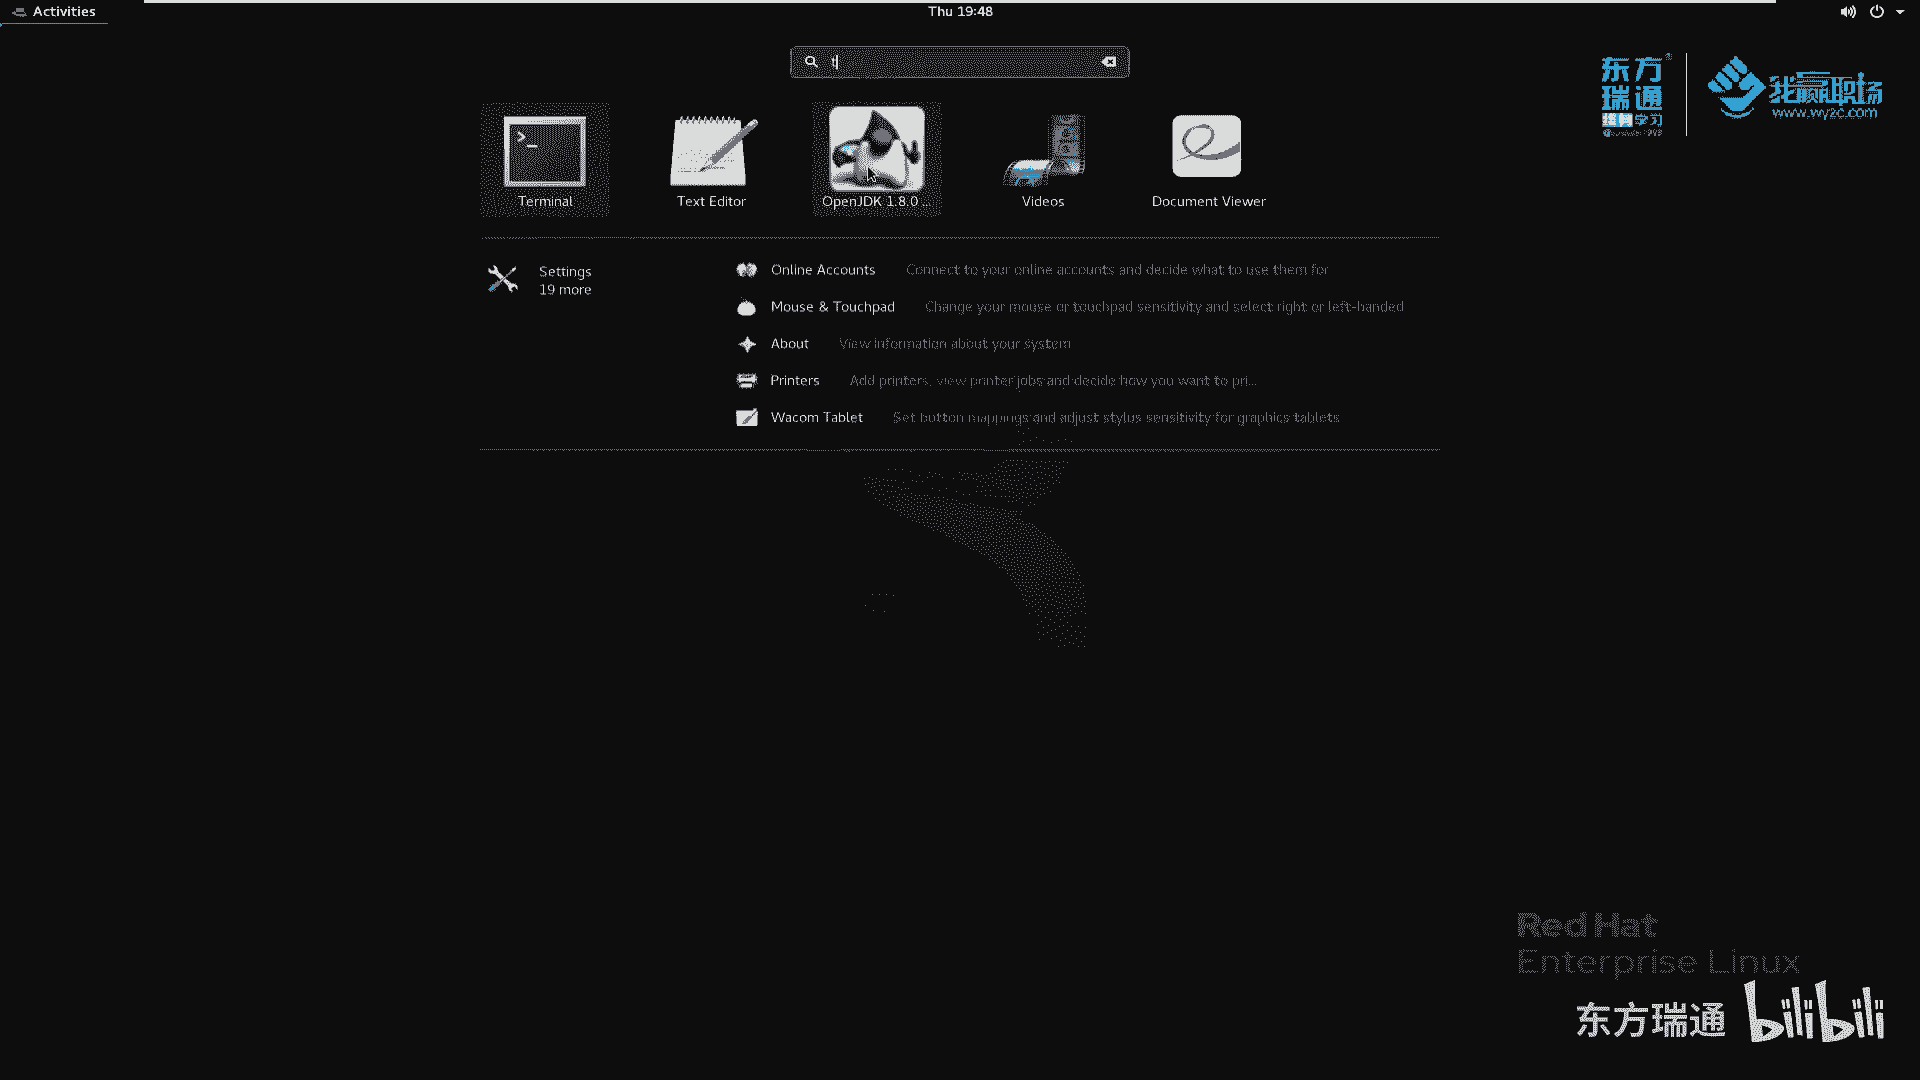 Activities
Thu 19:48
t
东方
瑞通
学习
我赢职场
www.wy2c.com
Terminal
Text Editor
OpenJDK 1.8.0 ...
Videos
Document Viewer
Settings
19 more
Online Accounts Connect to your online accounts and decide what to use them for
Mouse & Touchpad Change your mouse or touchpad sensitivity and select right or left-handed
About View information about your system
Printers Add printers, view printer jobs and decide how you want to pri...
Wacom Tablet Set button mappings and adjust stylus sensitivity for graphics tablets
Red Hat
Enterprise Linux
东方瑞通 bilibili